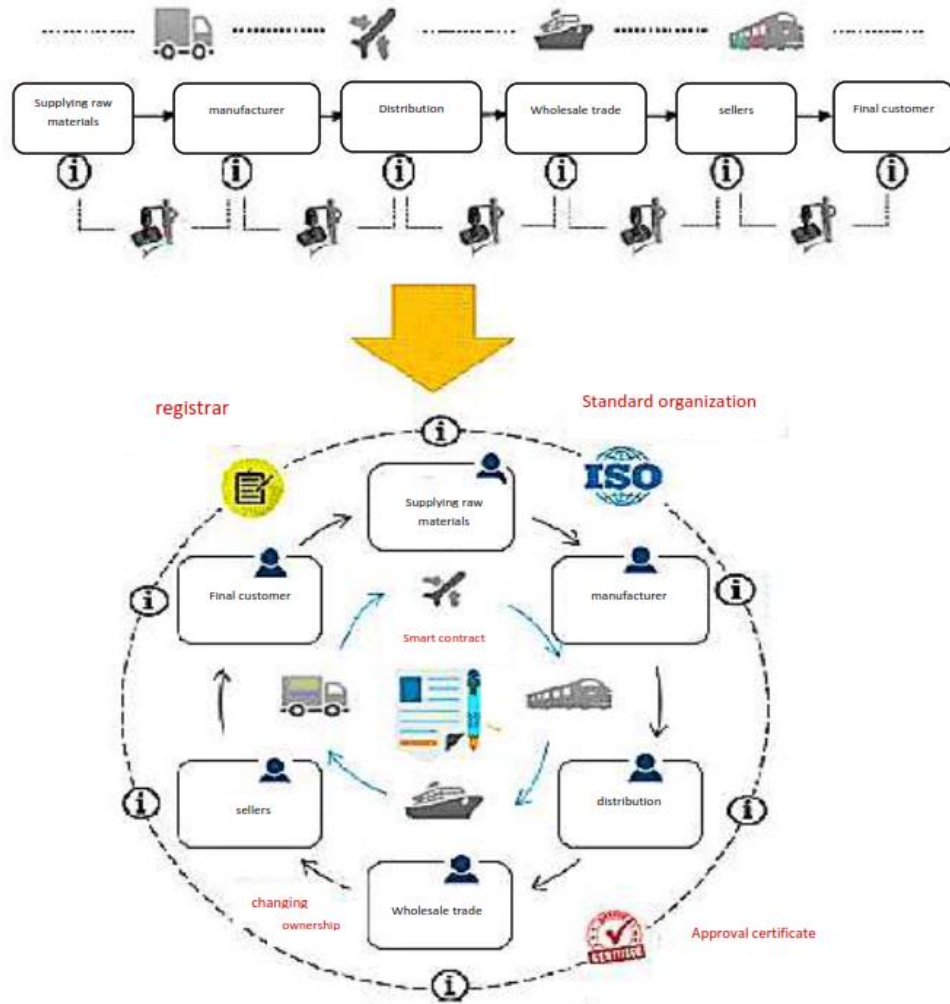 Supplying raw
materials
manufacturer
Distribution
Wholesale trade
sellers
Final customer
i
i
i
i
i
i
registrar
Standard organization
i
ISO
Supplying raw
materials
Final customer
manufacturer
i
i
Smart contract
sellers
distribution
i
i
Wholesale trade
changing
ownership
Approval certificate
i